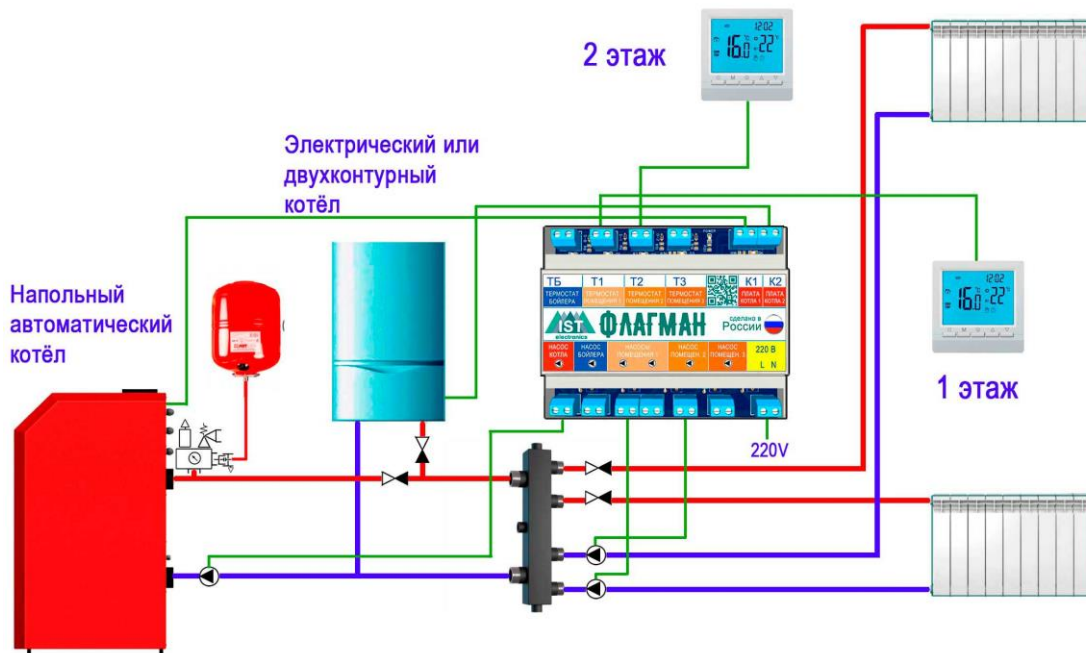 2 этаж
12:02
16.0 22
Электрический или
двухконтурный
котёл
Напольный
автоматический
котёл
ТБ Т1 Т2 Т3 К1 К2
ТЕРМОСТАТ БОЙЛЕРА
ТЕРМОСТАТ ПОМЕЩЕНИЯ 1
ТЕРМОСТАТ ПОМЕЩЕНИЯ 2
ТЕРМОСТАТ ПОМЕЩЕНИЯ 3
ПЛАТА КОТЛА 1
ПЛАТА КОТЛА 2
IST
electronics
ФЛАГМАН
сделано в
России
НАСОС КОТЛА
НАСОС БОЙЛЕРА
НАСОСЫ ПОМЕЩЕНИЯ 1
НАСОС ПОМЕЩЕН. 2
НАСОС ПОМЕЩЕН. 3
220 В
L N
220V
12:02
16.0 22
1 этаж